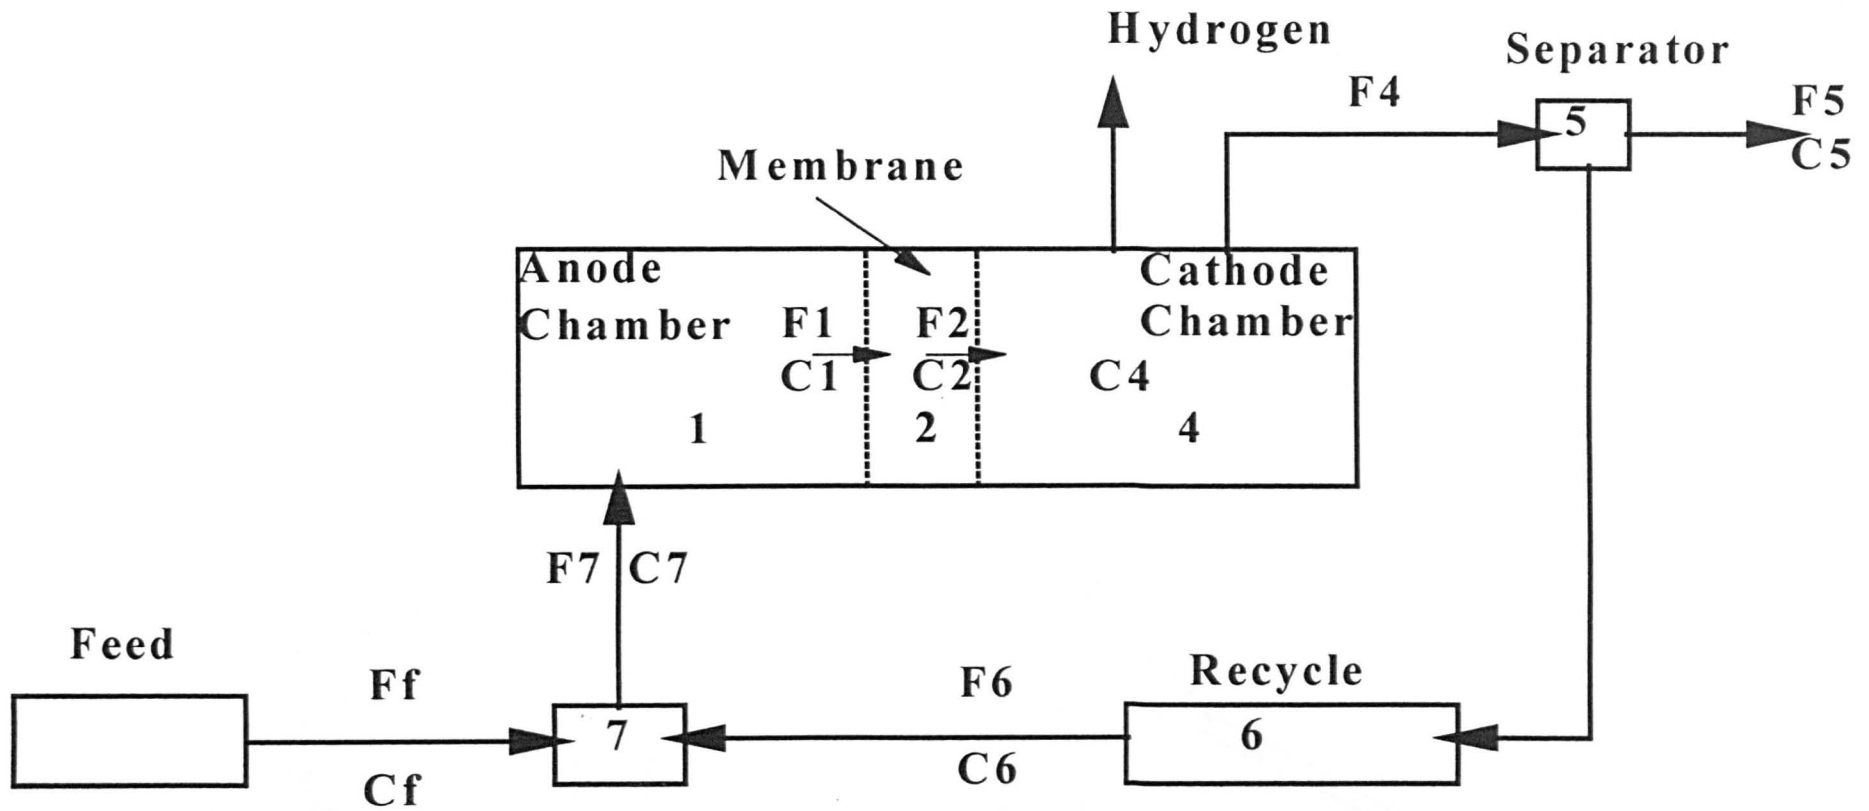 Hydrogen
Separator
F4
F5
5
C5
Membrane
Anode
Chamber
F1
C1
1
F2
C2
2
Cathode
Chamber
C4
4
F7
C7
Feed
Ff
Cf
7
F6
C6
Recycle
6